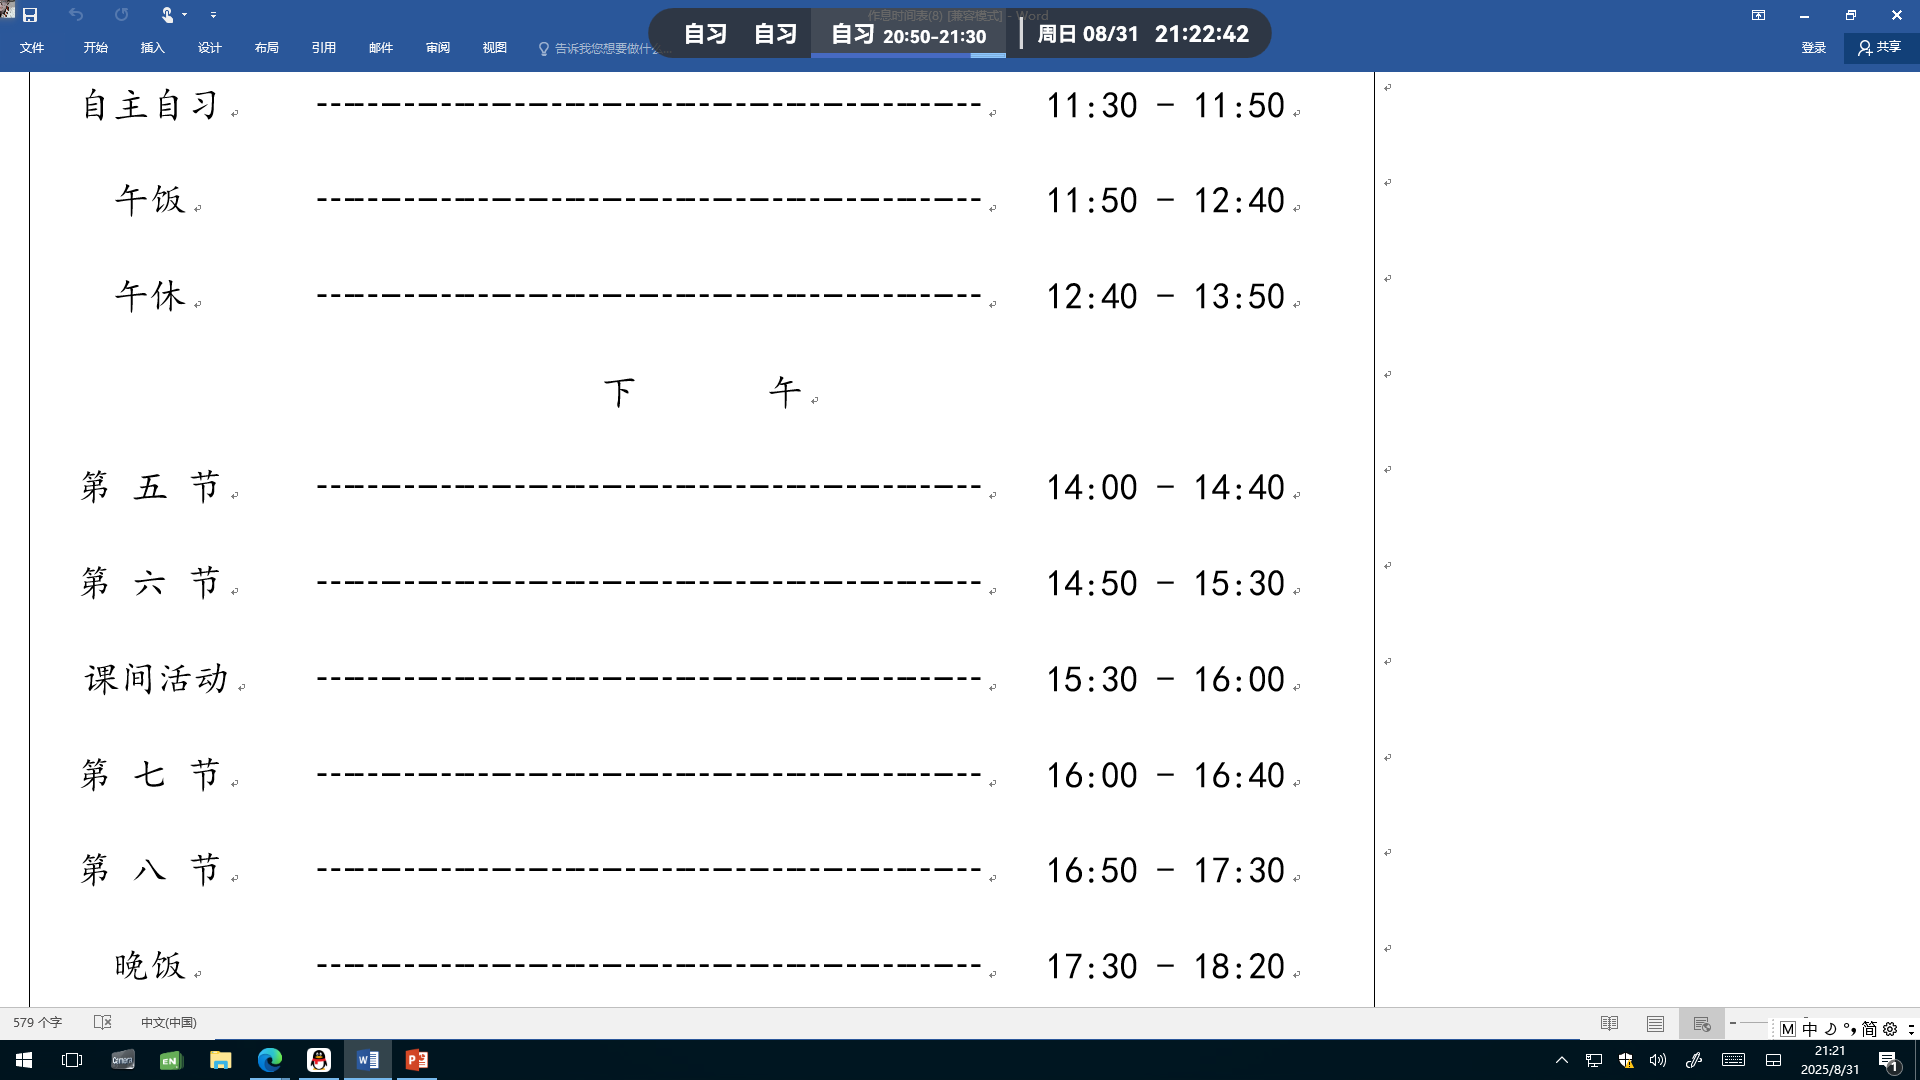 作息时间表(8) [兼容模式] - Word
自习 自习 自习 20:50-21:30 周日 08/31 21:22:42
文件 开始 插入 设计 布局 引用 邮件 审阅 视图 告诉我您想要做什么... 登录 共享
自主自习 11:30 - 11:50
午饭 11:50 - 12:40
午休 12:40 - 13:50
下 午
第 五 节 14:00 - 14:40
第 六 节 14:50 - 15:30
课间活动 15:30 - 16:00
第 七 节 16:00 - 16:40
第 八 节 16:50 - 17:30
晚饭 17:30 - 18:20
579 个字 中文(中国)
M 中 简
Camera EN 21:21
2025/8/31 1